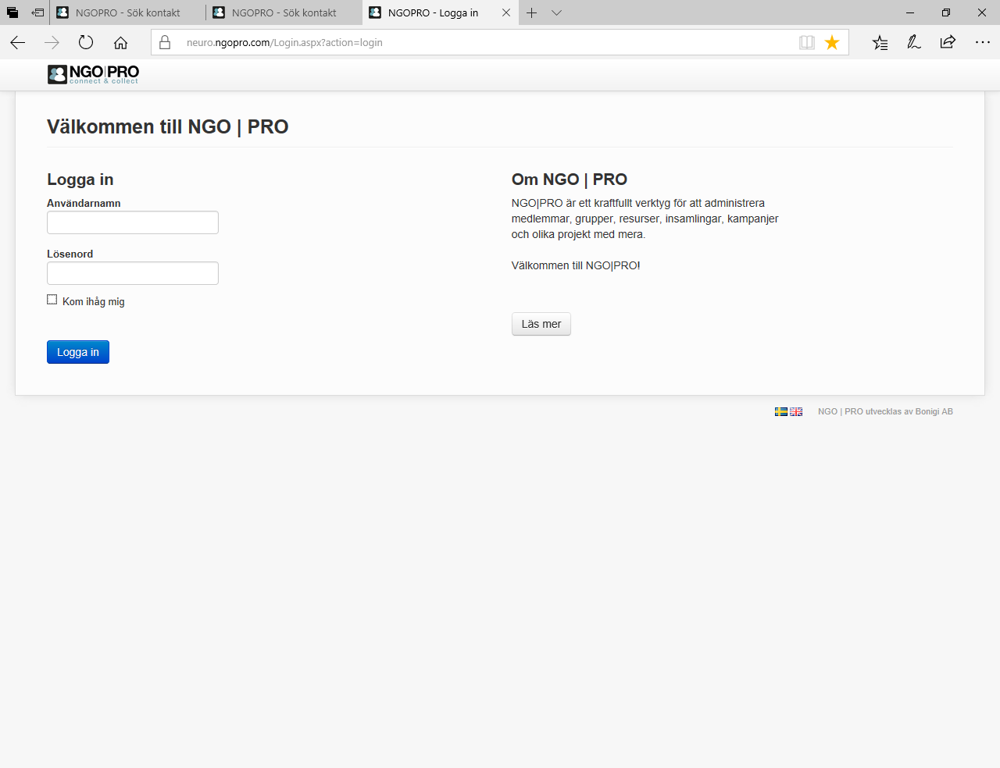 NGOPRO - Sök kontakt
NGOPRO - Sök kontakt
NGOPRO - Logga in
neuro.ngopro.com/Login.aspx?action=login
NGO|PRO
connect & collect
Välkommen till NGO | PRO
Logga in
Användarnamn
Lösenord
Kom ihåg mig
Logga in
Om NGO | PRO
NGO|PRO är ett kraftfullt verktyg för att administrera
medlemmar, grupper, resurser, insamlingar, kampanjer
och olika projekt med mera.
Välkommen till NGO|PRO!
Läs mer
NGO | PRO utvecklas av Bonigi AB